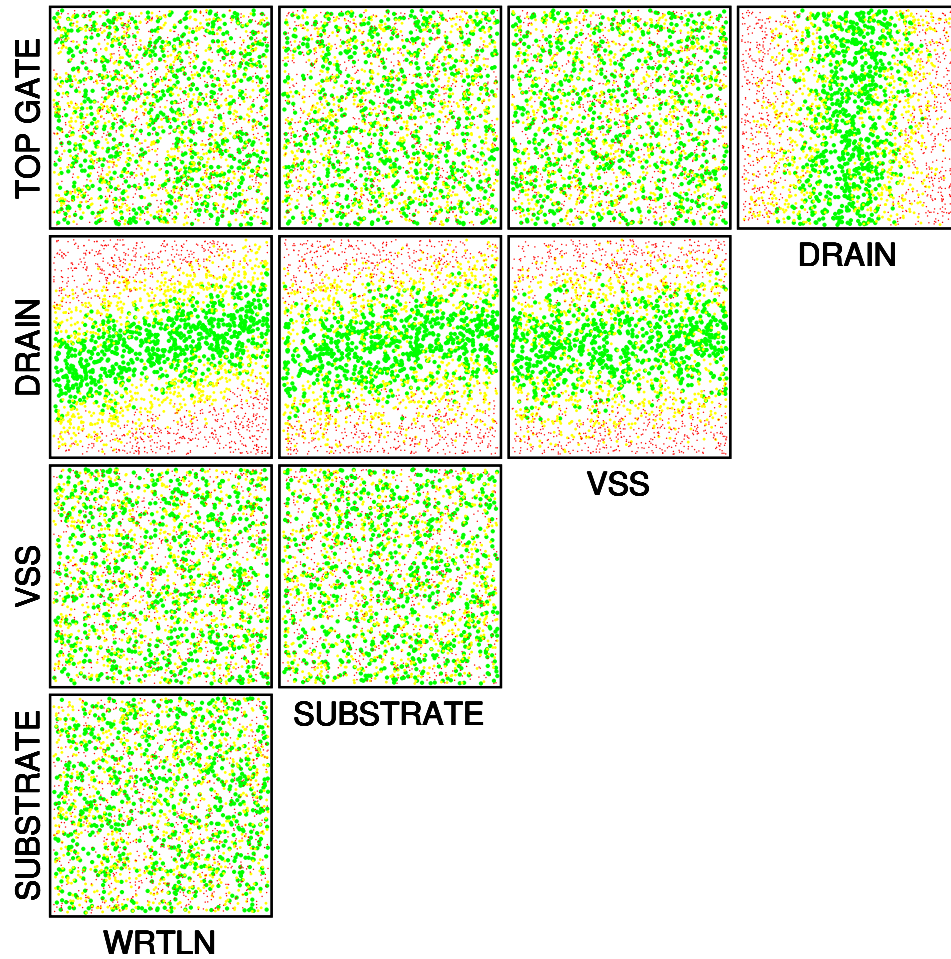 TOP GATE
DRAIN
DRAIN
VSS
VSS
SUBSTRATE
SUBSTRATE
WRTLN